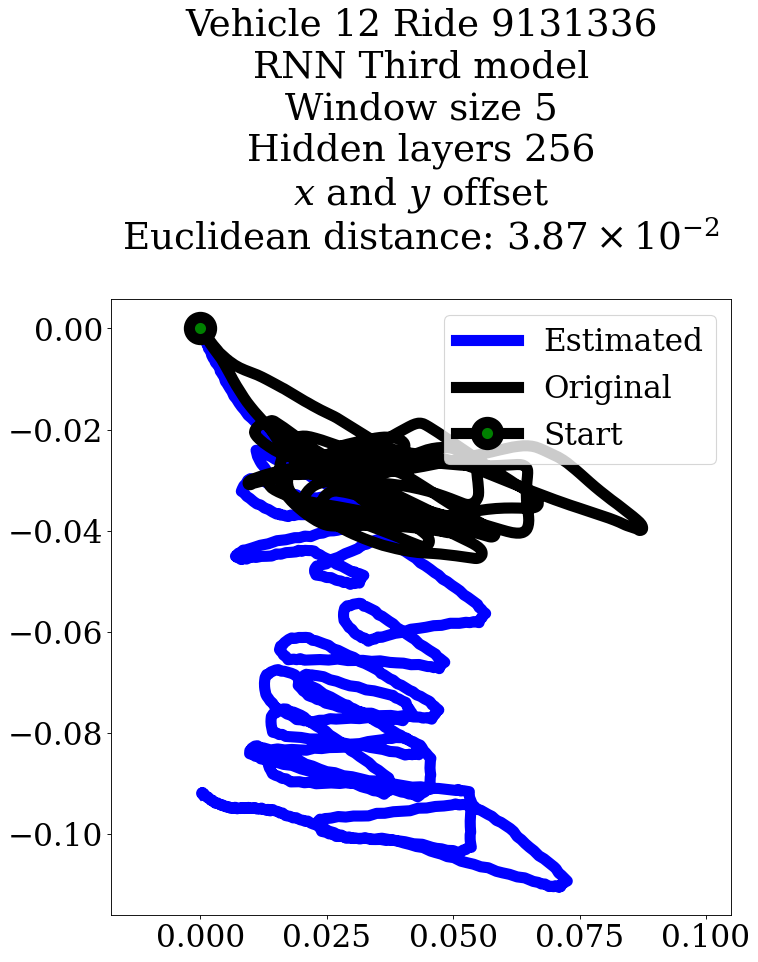 Vehicle 12 Ride 9131336
RNN Third model
Window size 5
Hidden layers 256
x and y offset
Euclidean distance: 3.87 × 10⁻²
Estimated
Original
Start
0.00
−0.02
−0.04
−0.06
−0.08
−0.10
0.000 0.025 0.050 0.075 0.100